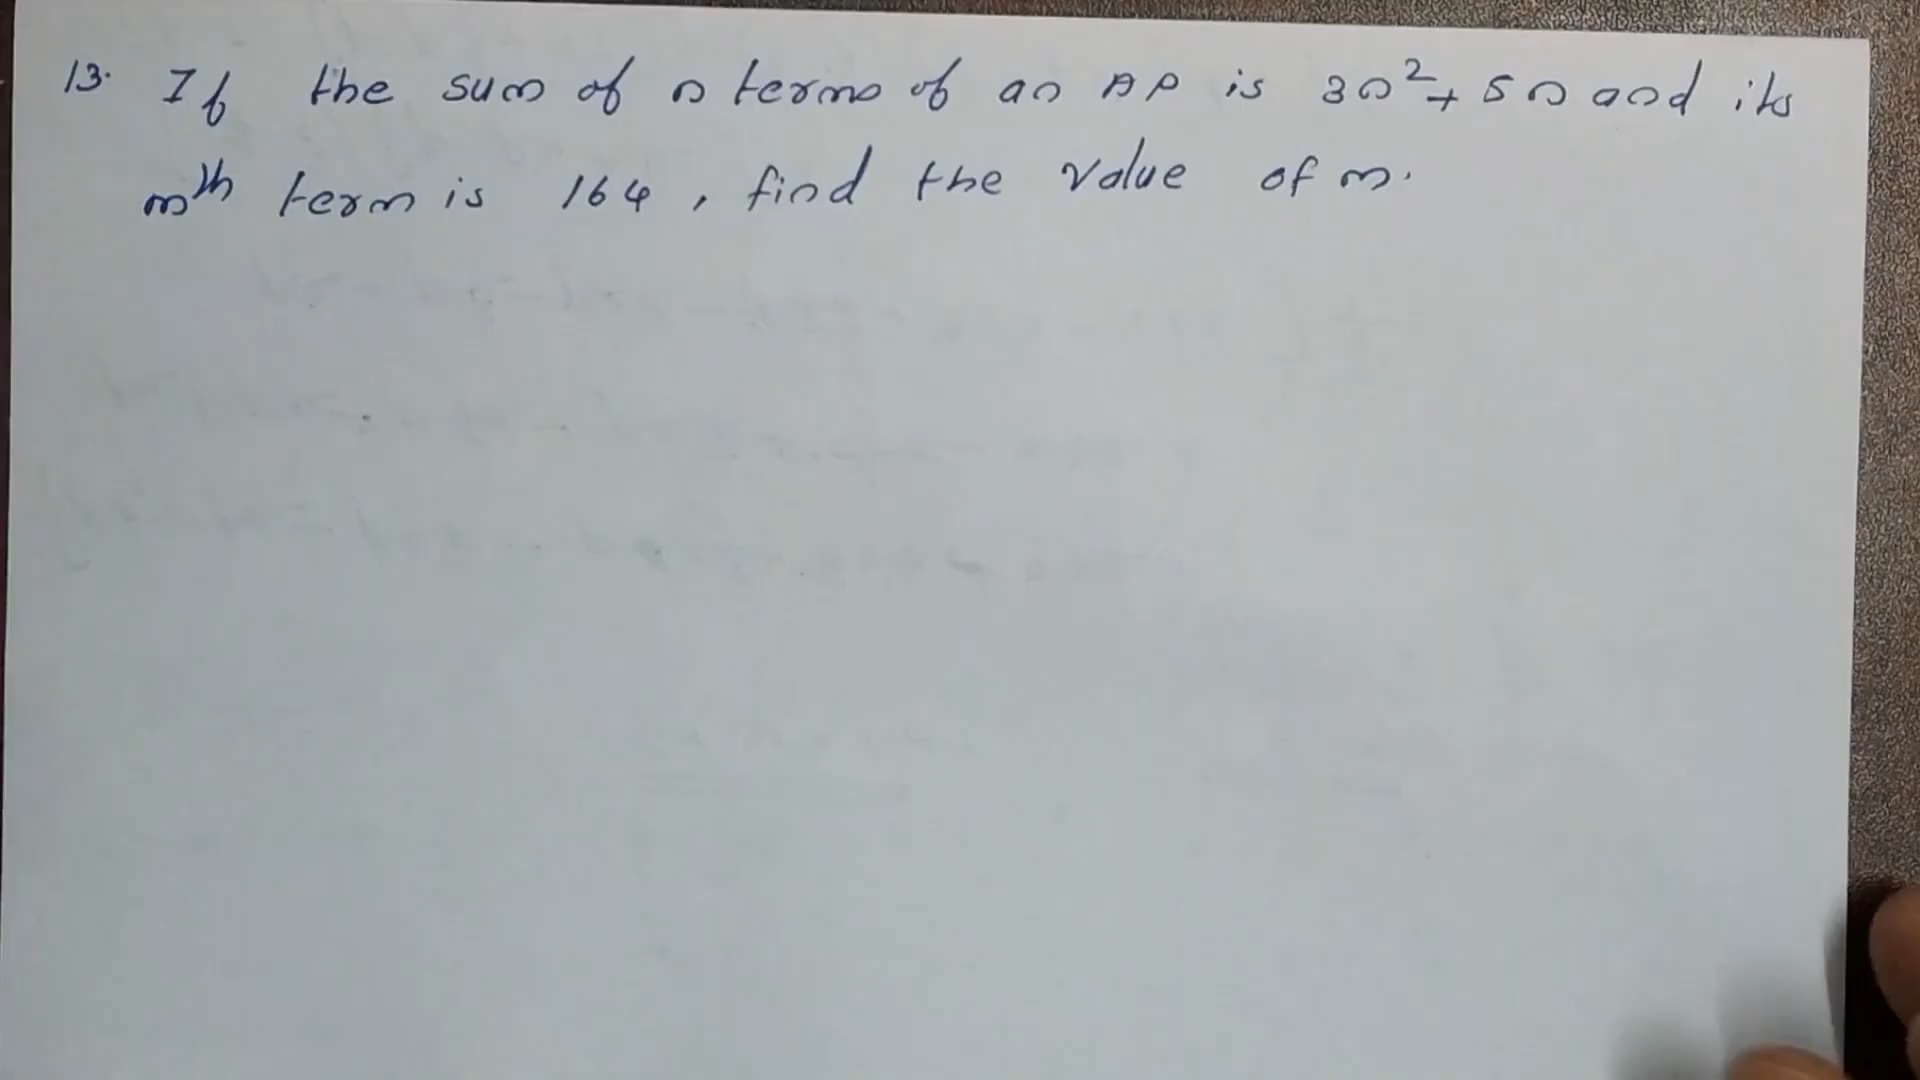 13. If the sum of n terms of an AP is 3n²+5n and its
mth term is 164, find the value of m.